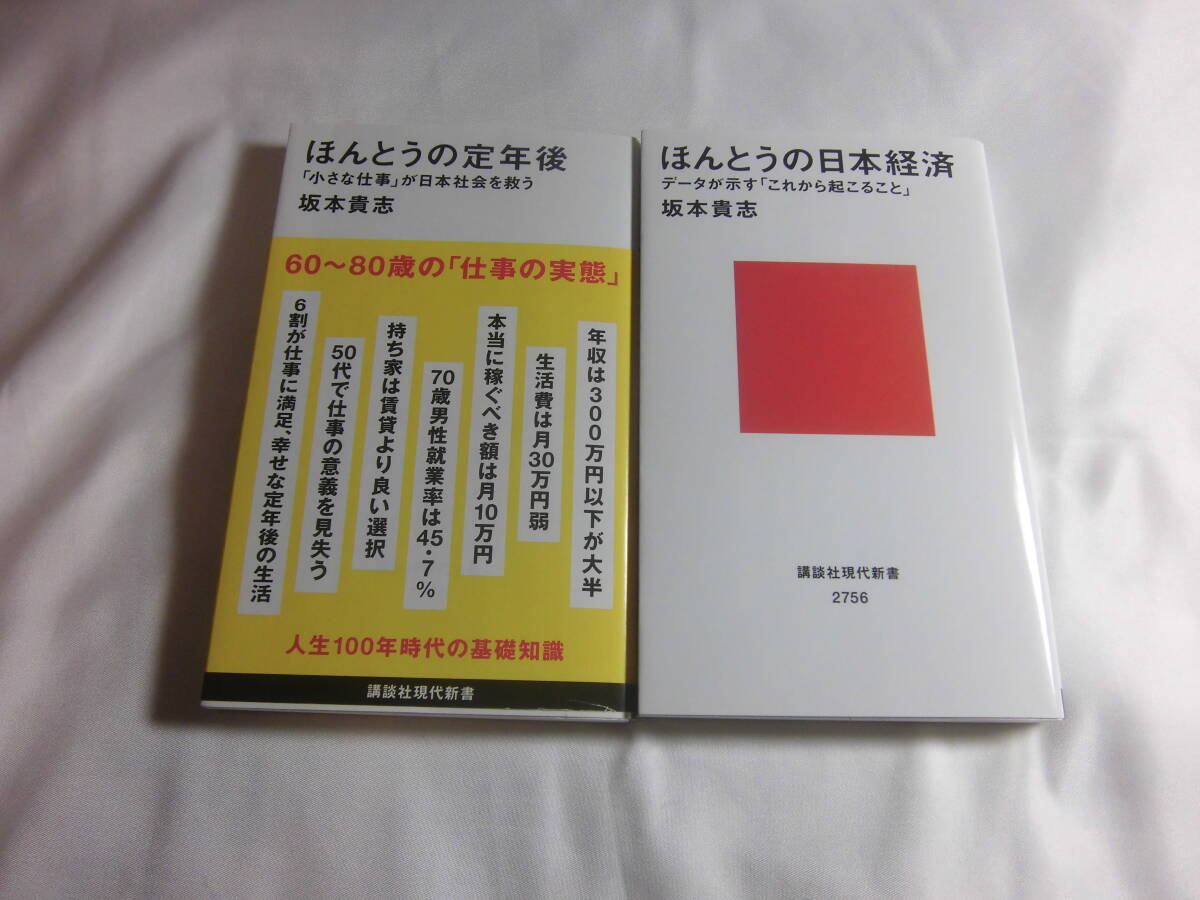 ほんとうの定年後
「小さな仕事」が日本社会を救う
坂本貴志
60〜80歳の「仕事の実態」
年収は300万円以下が大半
生活費は月30万円弱
本当に稼ぐべき額は月10万円
70歳男性就業率は45・7%
持ち家は賃貸より良い選択
50代で仕事の意義を見失う
6割が仕事に満足、幸せな定年後の生活
人生100年時代の基礎知識
講談社現代新書
ほんとうの日本経済
データが示す「これから起こること」
坂本貴志
講談社現代新書
2756